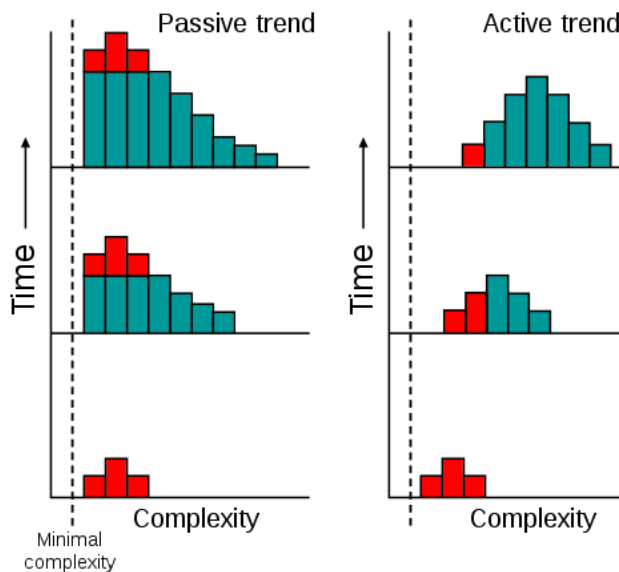 Passive trend
Active trend
Time
Time
Complexity
Complexity
Minimal
complexity